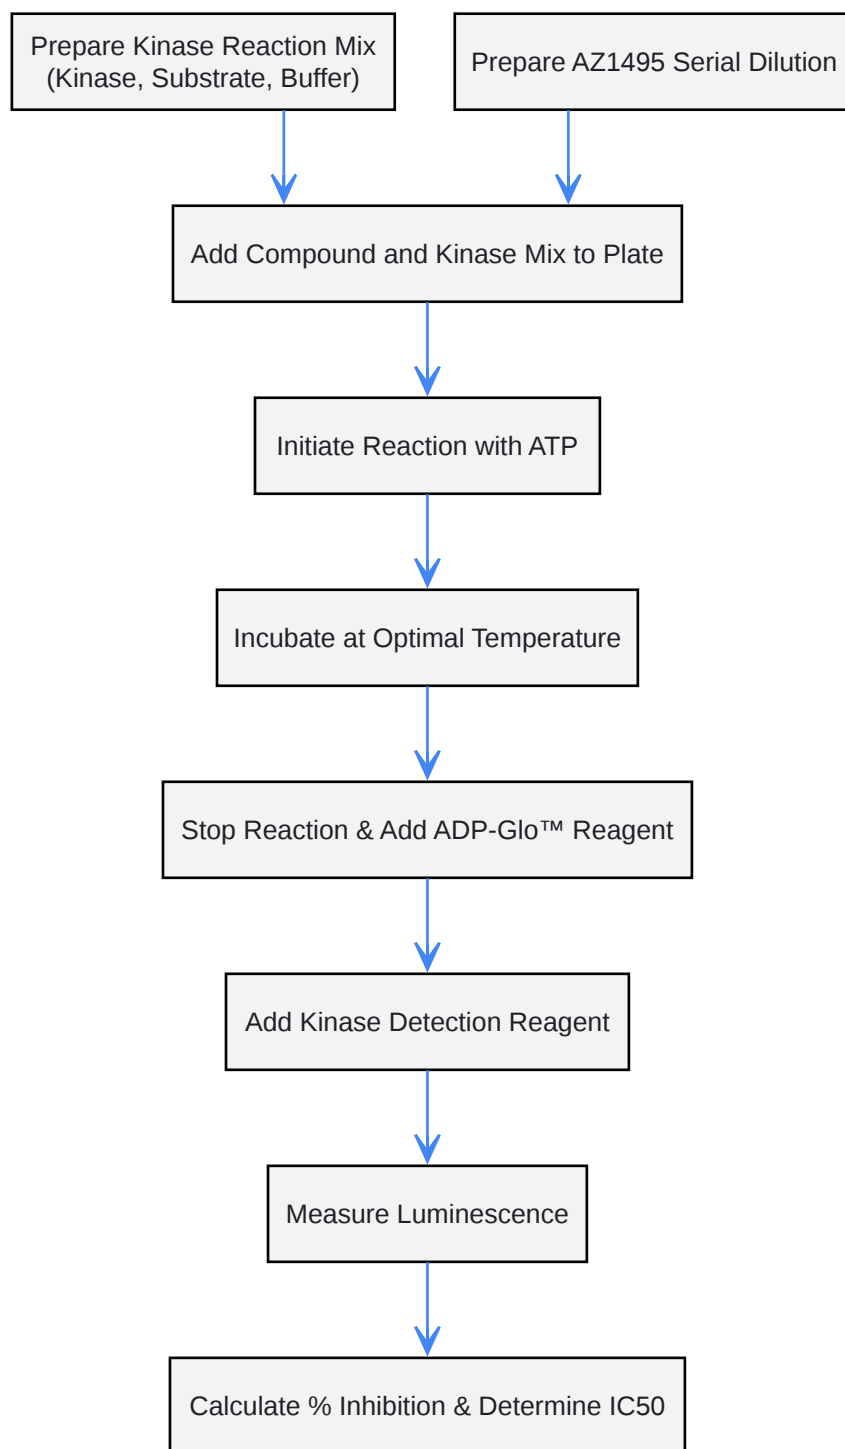 Prepare Kinase Reaction Mix
(Kinase, Substrate, Buffer)
Prepare AZ1495 Serial Dilution
Add Compound and Kinase Mix to Plate
Initiate Reaction with ATP
Incubate at Optimal Temperature
Stop Reaction & Add ADP-Glo™ Reagent
Add Kinase Detection Reagent
Measure Luminescence
Calculate % Inhibition & Determine IC50